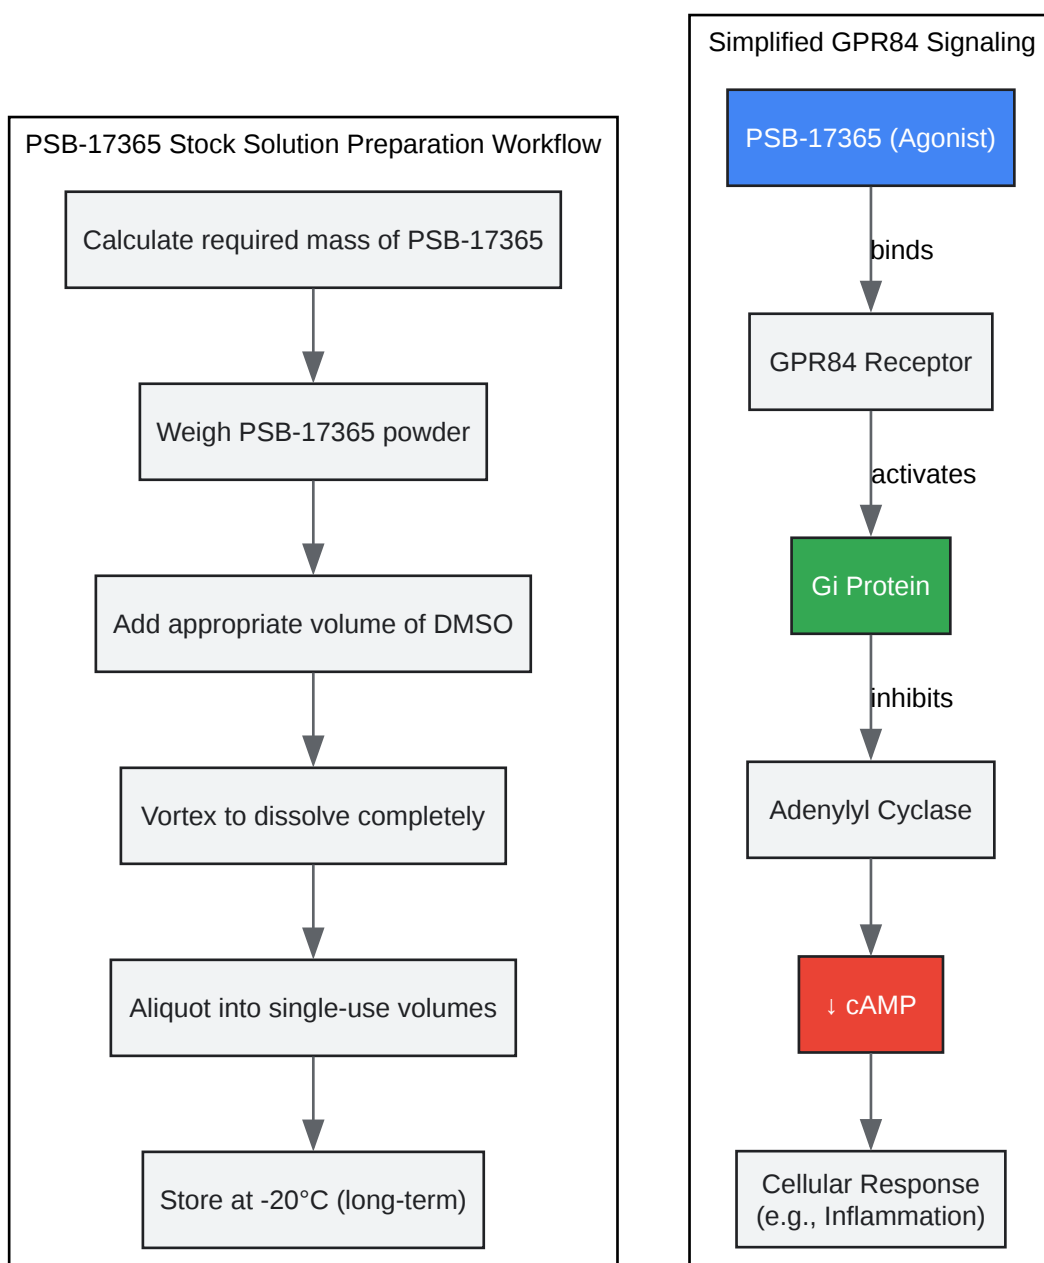 PSB-17365 Stock Solution Preparation Workflow
Calculate required mass of PSB-17365
Weigh PSB-17365 powder
Add appropriate volume of DMSO
Vortex to dissolve completely
Aliquot into single-use volumes
Store at -20°C (long-term)
Simplified GPR84 Signaling
PSB-17365 (Agonist)
binds
GPR84 Receptor
activates
Gi Protein
inhibits
Adenylyl Cyclase
↓ cAMP
Cellular Response
(e.g., Inflammation)